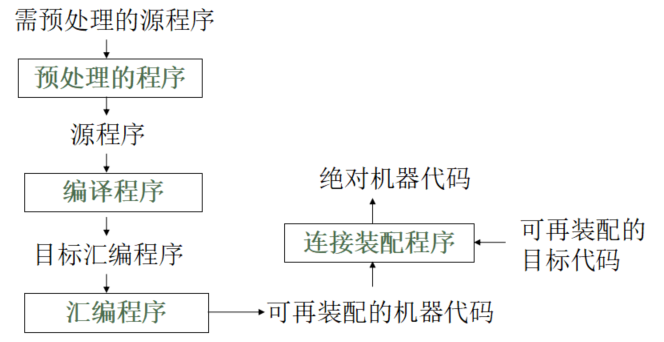 需预处理的源程序
预处理的程序
源程序
编译程序
目标汇编程序
汇编程序
可再装配的机器代码
绝对机器代码
连接装配程序
可再装配的
目标代码